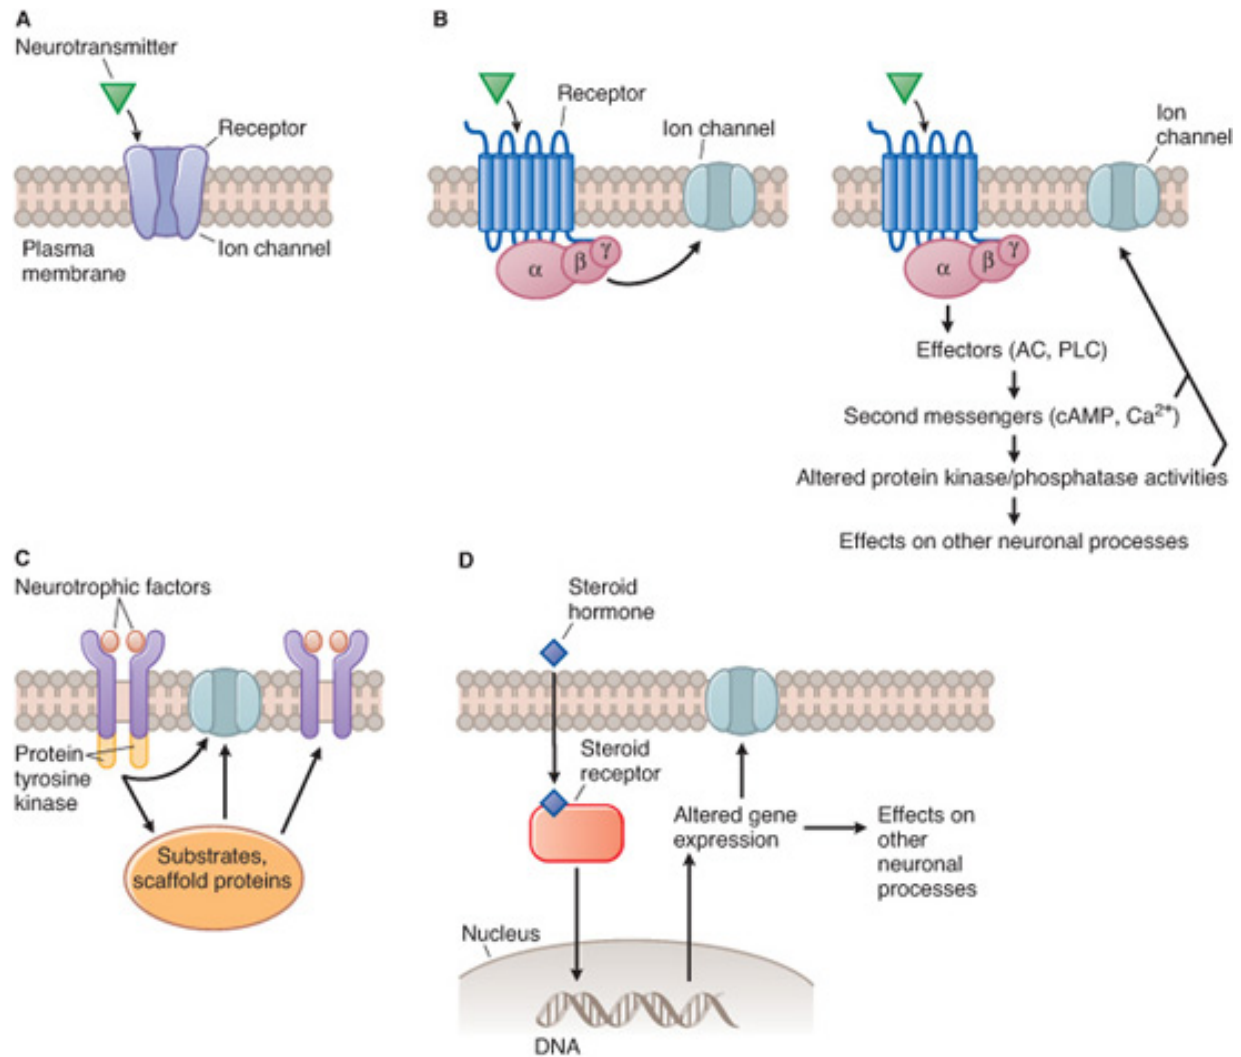 A
Neurotransmitter
Receptor
Plasma
membrane
Ion channel
B
Receptor
Ion channel
α
β
γ
Ion
channel
α
β
γ
Effectors (AC, PLC)
Second messengers (cAMP, Ca²⁺)
Altered protein kinase/phosphatase activities
Effects on other neuronal processes
C
Neurotrophic factors
Protein
tyrosine
kinase
Substrates,
scaffold proteins
D
Steroid
hormone
Steroid
receptor
Altered gene
expression
Effects on
other
neuronal
processes
Nucleus
DNA